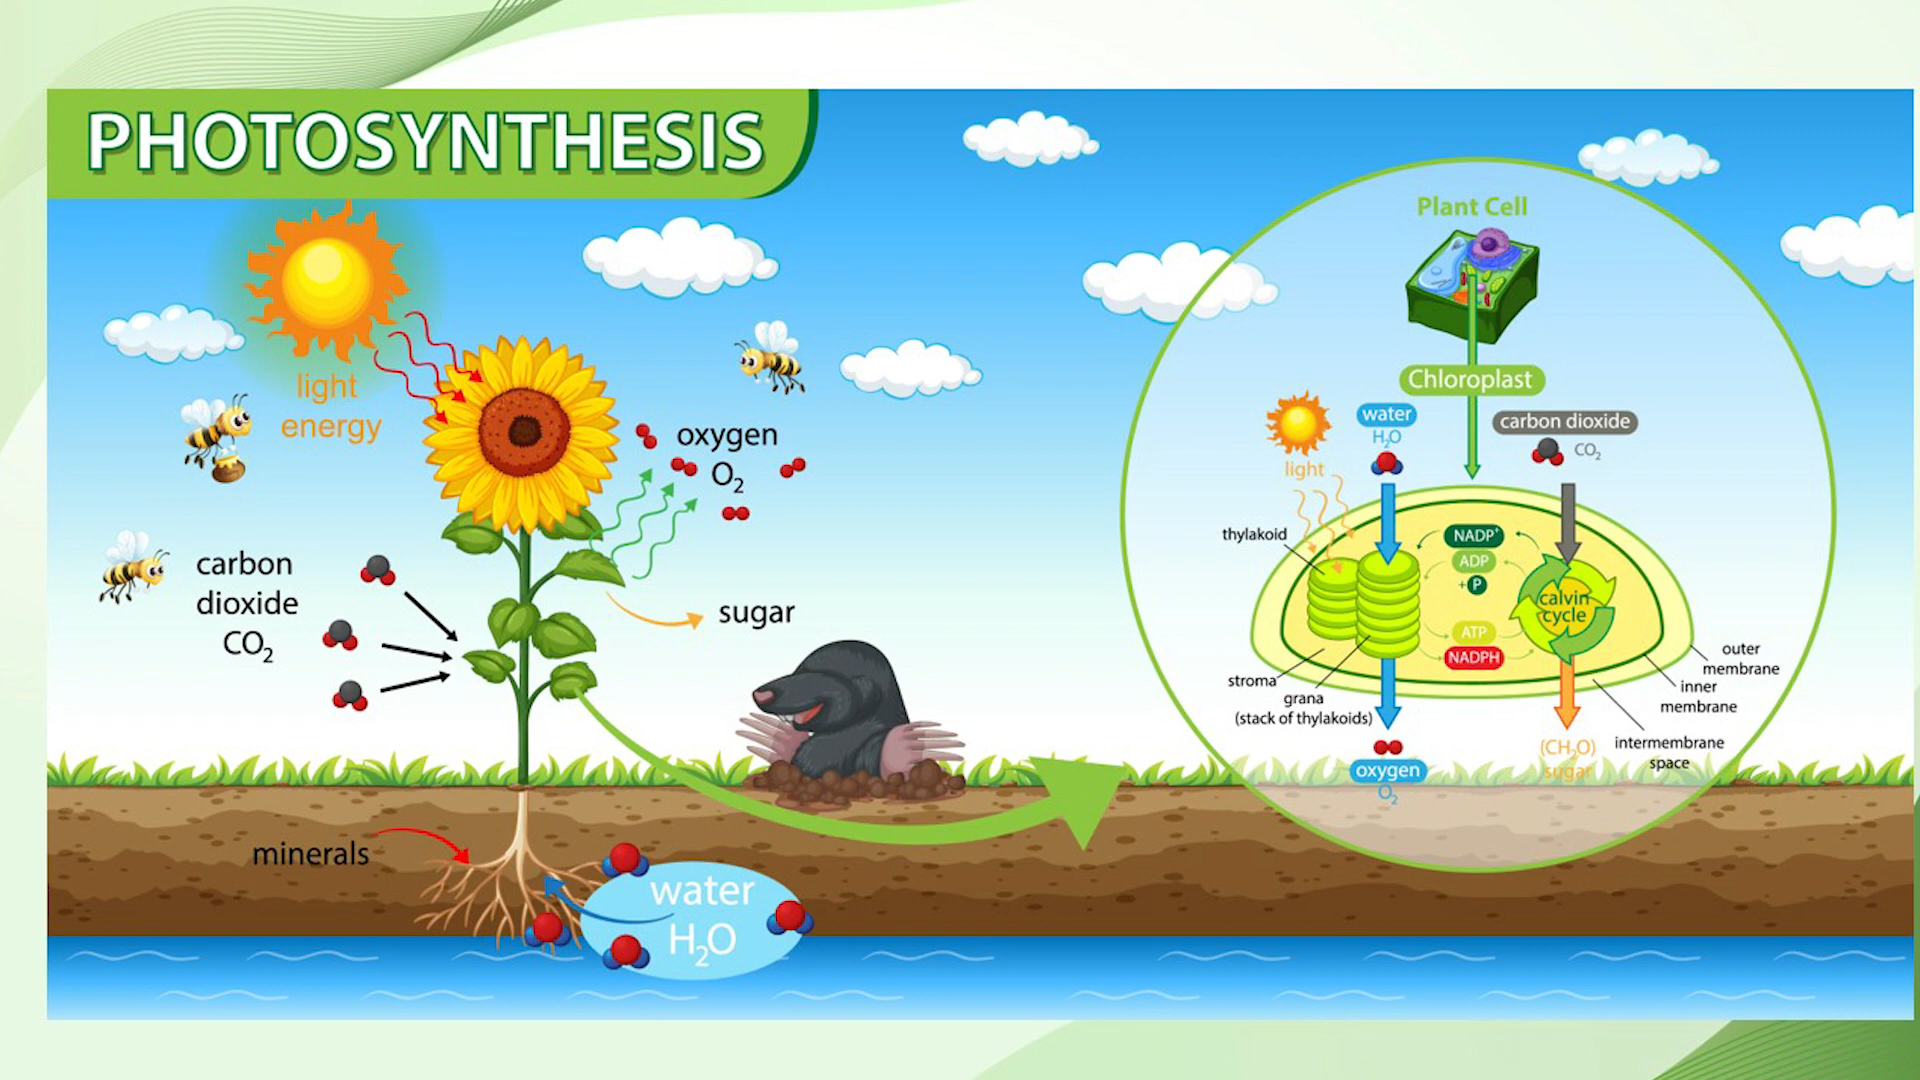 PHOTOSYNTHESIS
light
energy
oxygen
O₂
carbon
dioxide
CO₂
sugar
minerals
water
H₂O
Plant Cell
Chloroplast
water
H₂O
carbon dioxide
CO₂
light
thylakoid
NADP⁺
ADP
+ P
calvin
cycle
ATP
NADPH
stroma
grana
(stack of thylakoids)
outer
membrane
inner
membrane
intermembrane
space
oxygen
O₂
(CH₂O)
sugar